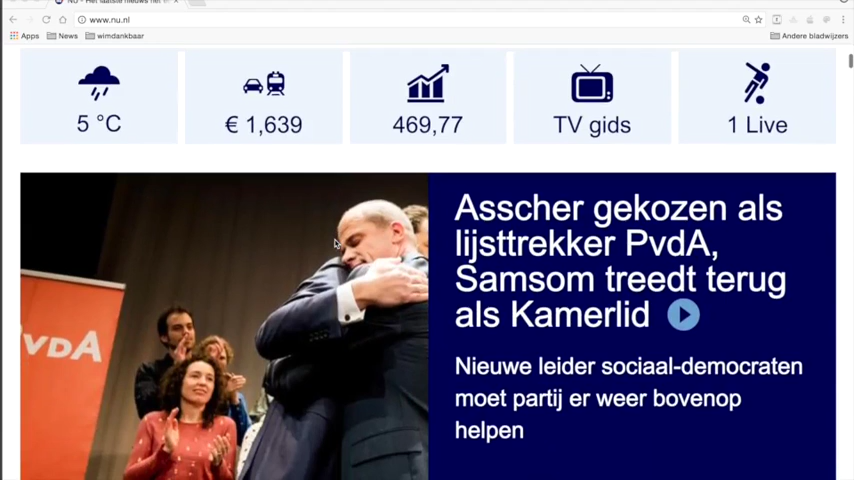 www.nu.nl
Apps News wimdankbaar Andere bladwijzers
5 °C € 1,639 469,77 TV gids 1 Live
PvdA
Asscher gekozen als
lijsttrekker PvdA,
Samsom treedt terug
als Kamerlid
Nieuwe leider sociaal-democraten
moet partij er weer bovenop
helpen